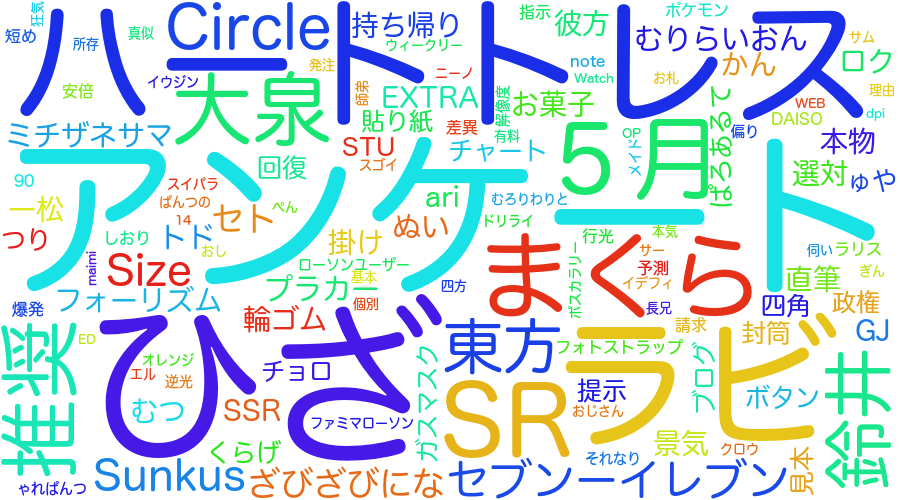 狂気
短め
所存
真似
Circle
持ち帰り
指示
彼方
ポケモン
ウィークリー
むりらいおん
サム
ハートトレス
安倍
イウジン
発注
ニーノ
note
Watch
かん
お札
ロク
理由
大泉
EXTRA
師弟
解像度
お菓子
WEB
dpi
ミチザネサマ
貼り紙
差異
有料
5月
ぱろあるて
DAISO
偏り
本物
回復
STU
チャート
OP
メイド
選対
ゅや
90
スイパラ
スゴイ
アンケート
ari
むろりわりと
一松
ぱんつの
14
セト
ぺん
ぬい
ドリライ
つり
しおり
トド
おし
掛け
行光
本気
伺い
ラリス
maimi
Size
ローソンユーザー
基本
四方
まくら
ボスカラリー
サー
予測
イデフィ
直筆
ぎん
爆発
フォーリズム
プラカー
個別
長兄
四角
政権
推奨
ED
ひざ
輪ゴム
東方
請求
封筒
GJ
オレンジ
エル
逆光
チョロ
ガスマスク
フォトストラップ
ラビ
鈴井
むつ
SSR
ファミマローソン
SR
提示
おじさん
ブログ
ボタン
くらげ
それなり
景気
クロウ
見本
ゃれぱんつ
Sunkus
ざびざびにな
セブンーイレブン